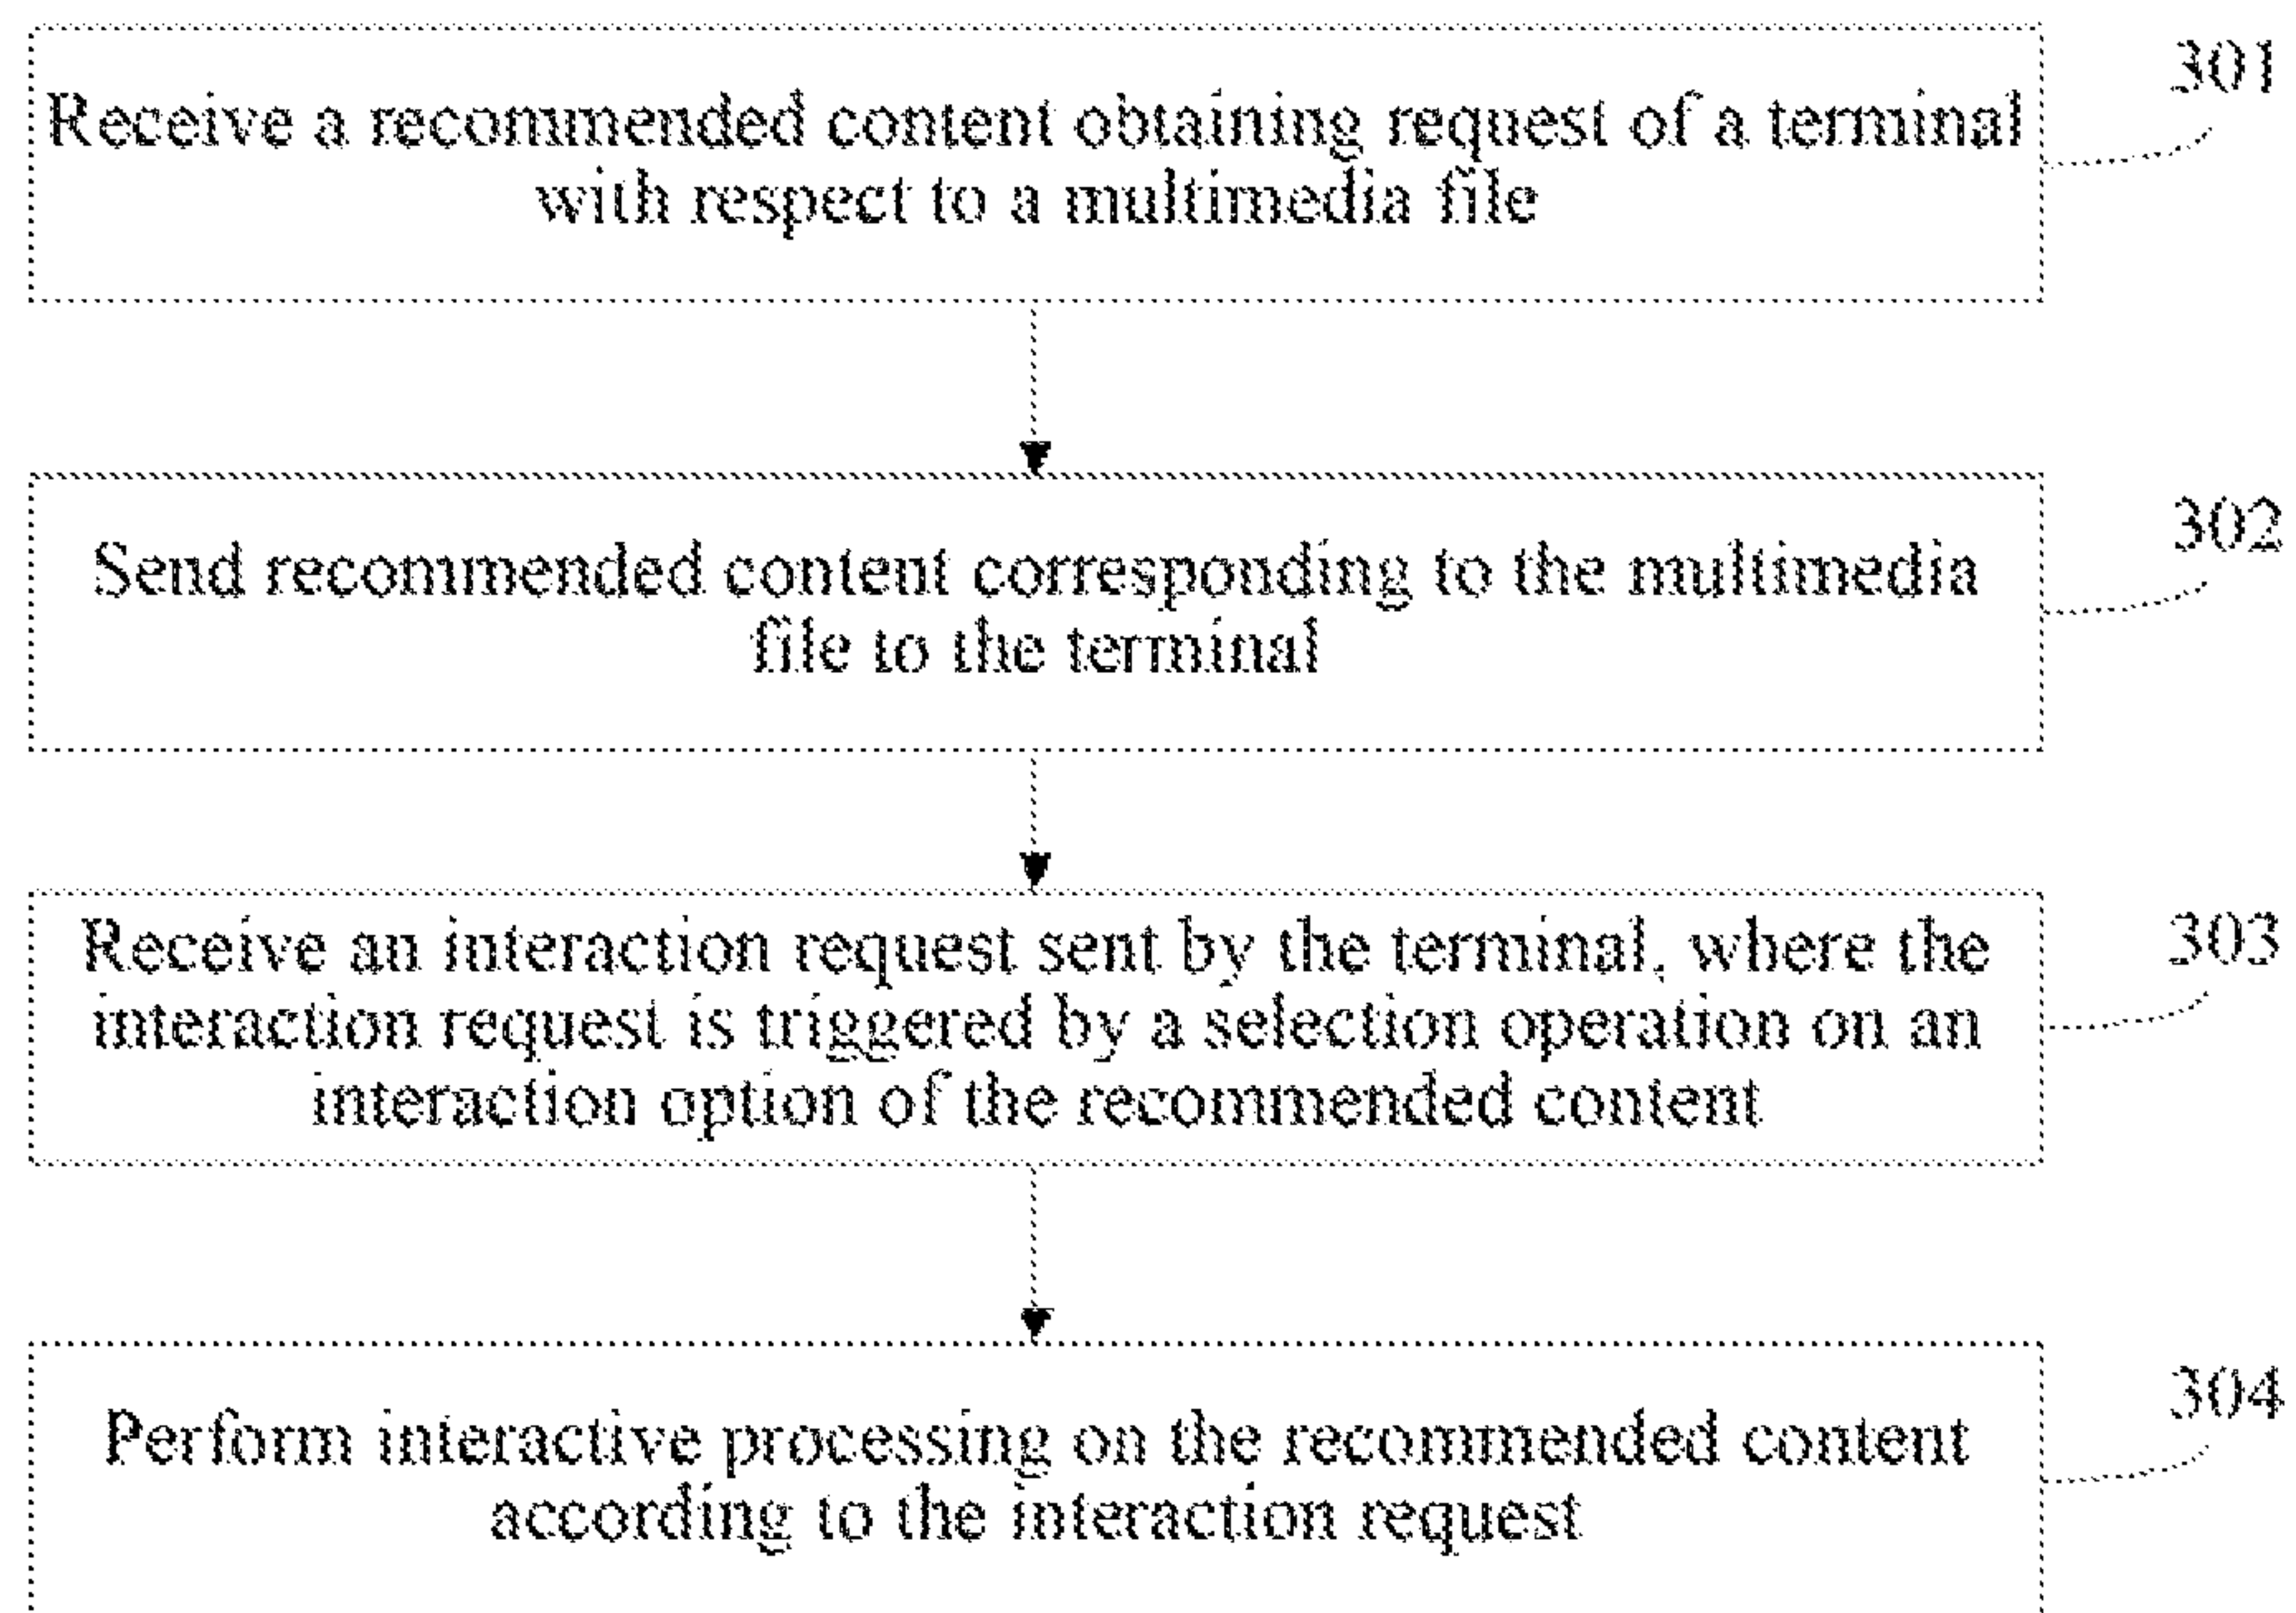 301
Receive a recommended content obtaining request of a terminal
with respect to a multimedia file
302
Send recommended content corresponding to the multimedia
file to the terminal
303
Receive an interaction request sent by the terminal, where the
interaction request is triggered by a selection operation on an
interaction option of the recommended content
304
Perform interactive processing on the recommended content
according to the interaction request